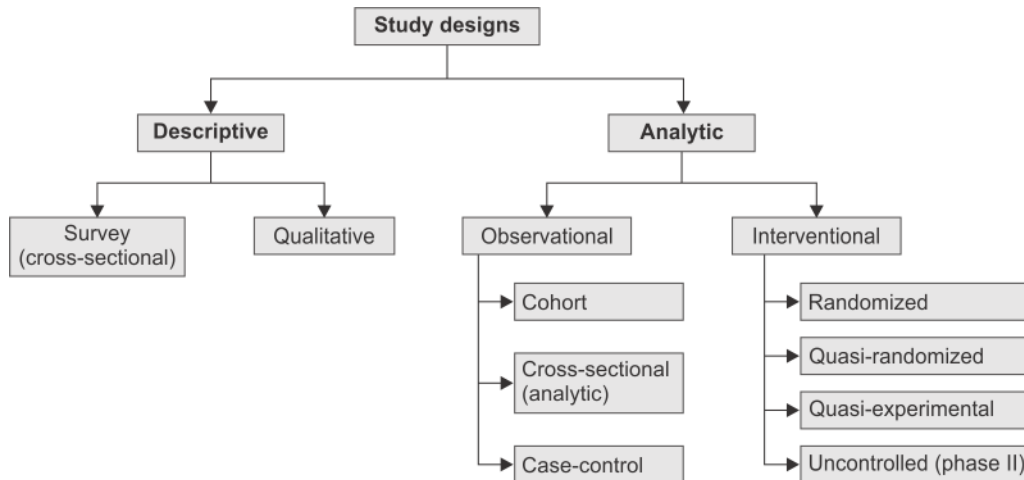 Study designs
Descriptive
Analytic
Survey
(cross-sectional)
Qualitative
Observational
Interventional
Cohort
Cross-sectional
(analytic)
Case-control
Randomized
Quasi-randomized
Quasi-experimental
Uncontrolled (phase II)